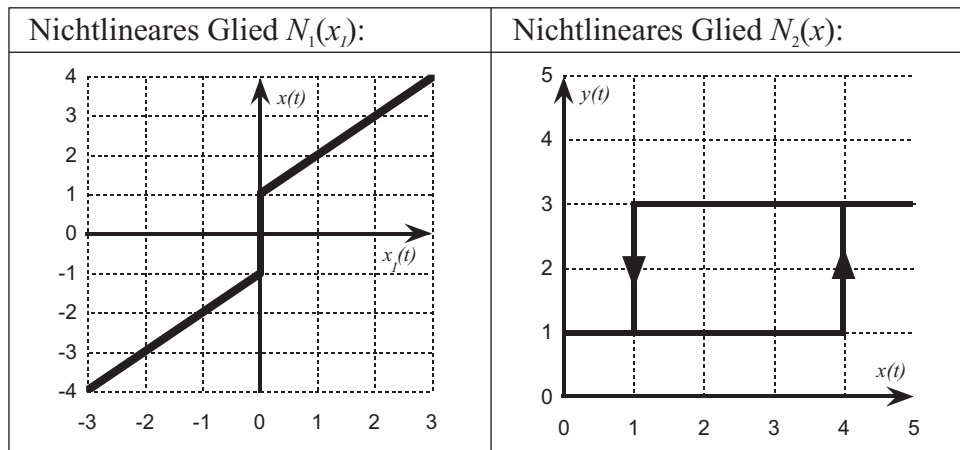 Nichtlineares Glied N₁(x₁):
Nichtlineares Glied N₂(x):
4
3
2
1
0
-1
-2
-3
-4
x(t)
x₁(t)
-3 -2 -1 0 1 2 3
5
4
3
2
1
0
y(t)
x(t)
0 1 2 3 4 5